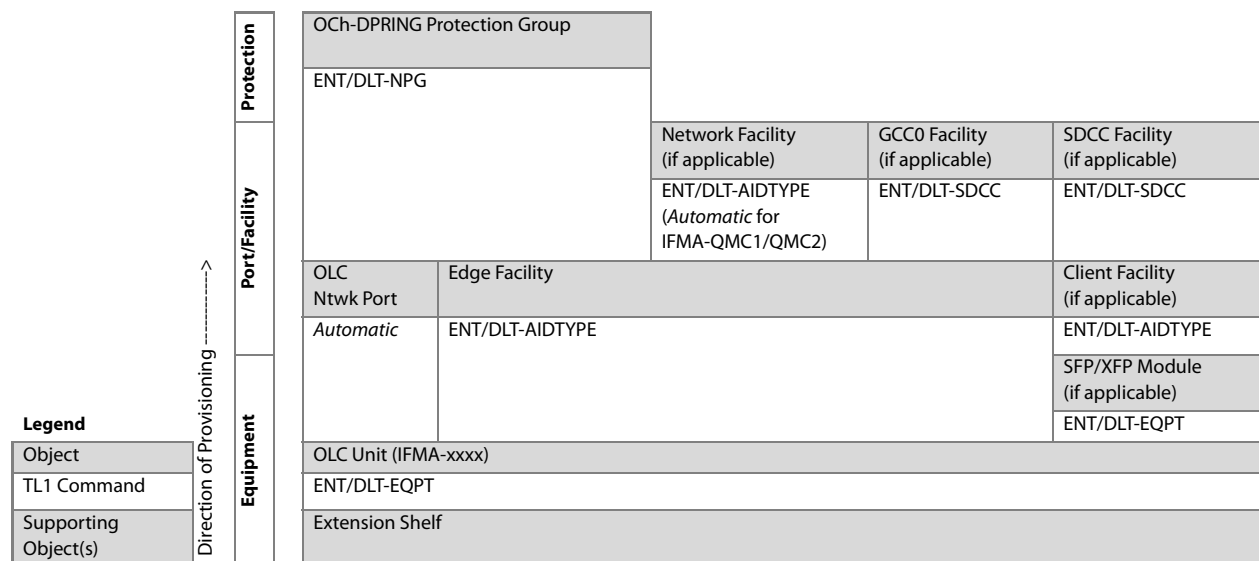 Protection
OCh-DPRING Protection Group
ENT/DLT-NPG
Port/Facility
Network Facility
(if applicable)
GCC0 Facility
(if applicable)
SDCC Facility
(if applicable)
ENT/DLT-AIDTYPE
(Automatic for
IFMA-QMC1/QMC2)
ENT/DLT-SDCC
ENT/DLT-SDCC
OLC
Ntwk Port
Edge Facility
Client Facility
(if applicable)
Automatic
ENT/DLT-AIDTYPE
ENT/DLT-AIDTYPE
Equipment
SFP/XFP Module
(if applicable)
ENT/DLT-EQPT
OLC Unit (IFMA-xxxx)
ENT/DLT-EQPT
Extension Shelf
Direction of Provisioning ------------->
Legend
Object
TL1 Command
Supporting
Object(s)